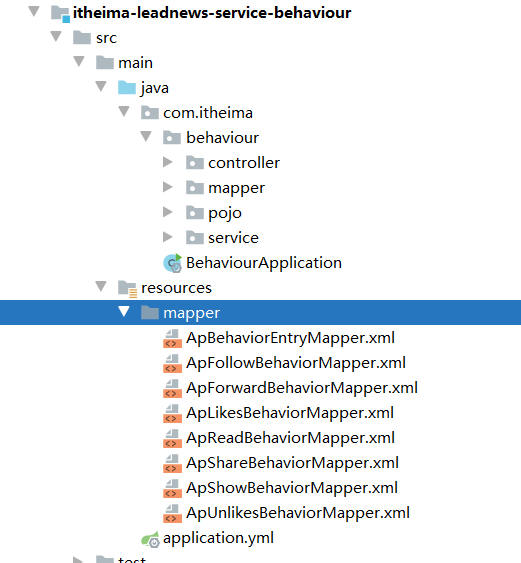 itheima-leadnews-service-behaviour
src
main
java
com.itheima
behaviour
controller
mapper
pojo
service
BehaviourApplication
resources
mapper
ApBehaviorEntryMapper.xml
ApFollowBehaviorMapper.xml
ApForwardBehaviorMapper.xml
ApLikesBehaviorMapper.xml
ApReadBehaviorMapper.xml
ApShareBehaviorMapper.xml
ApShowBehaviorMapper.xml
ApUnlikesBehaviorMapper.xml
application.yml
test